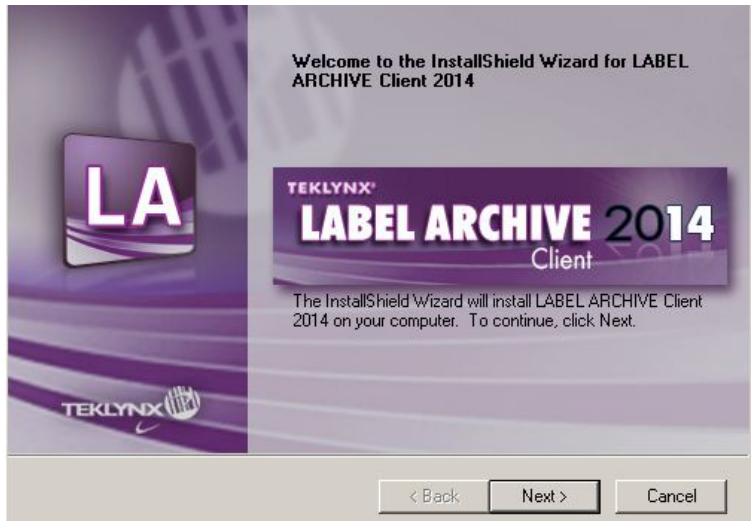 Welcome to the InstallShield Wizard for LABEL
ARCHIVE Client 2014
LA
TEKLYNX®
LABEL ARCHIVE 2014
Client
The InstallShield Wizard will install LABEL ARCHIVE Client
2014 on your computer. To continue, click Next.
TEKLYNX
< Back
Next >
Cancel